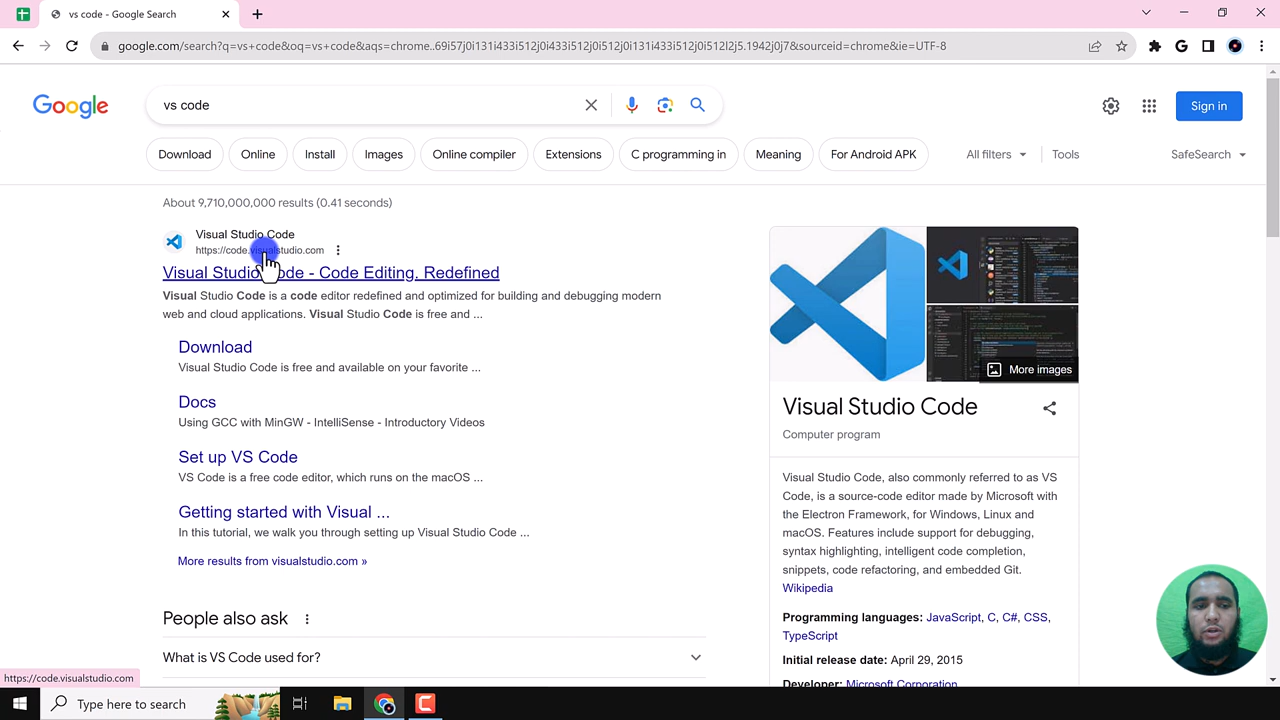 vs code - Google Search
google.com/search?q=vs+code&oq=vs+code&aqs=chrome..69i57j0i131i433i512j0i433i512j0i512j0i131i433i512j0i512l2j5.1942j0j7&sourceid=chrome&ie=UTF-8
Google
vs code
Sign in
Download
Online
Install
Images
Online compiler
Extensions
C programming in
Meaning
For Android APK
All filters
Tools
SafeSearch
About 9,710,000,000 results (0.41 seconds)
Visual Studio Code
https://code.visualstudio.com
Visual Studio Code - Code Editing. Redefined
Visual Studio Code is a code editor redefined and optimized for building and debugging modern
web and cloud applications. Visual Studio Code is free and ...
Download
Visual Studio Code is free and available on your favorite ...
Docs
Using GCC with MinGW - IntelliSense - Introductory Videos
Set up VS Code
VS Code is a free code editor, which runs on the macOS ...
Getting started with Visual ...
In this tutorial, we walk you through setting up Visual Studio Code ...
More results from visualstudio.com »
People also ask
What is VS Code used for?
More images
Visual Studio Code
Computer program
Visual Studio Code, also commonly referred to as VS
Code, is a source-code editor made by Microsoft with
the Electron Framework, for Windows, Linux and
macOS. Features include support for debugging,
syntax highlighting, intelligent code completion,
snippets, code refactoring, and embedded Git.
Wikipedia
Programming languages: JavaScript, C, C#, CSS,
TypeScript
Initial release date: April 29, 2015
Developer: Microsoft Corporation
https://code.visualstudio.com
Type here to search